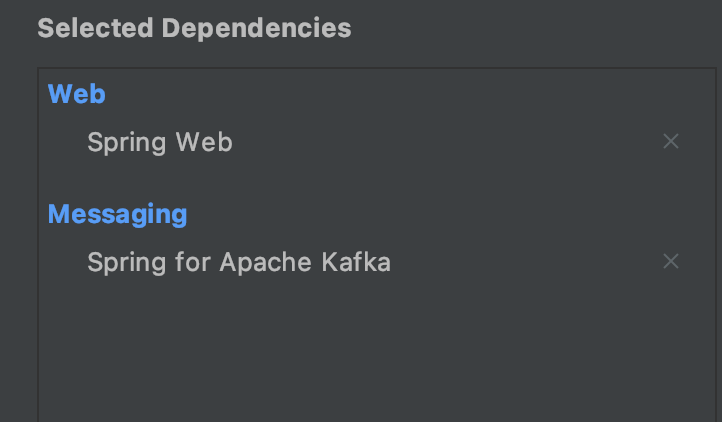 Selected Dependencies
Web
Spring Web
Messaging
Spring for Apache Kafka